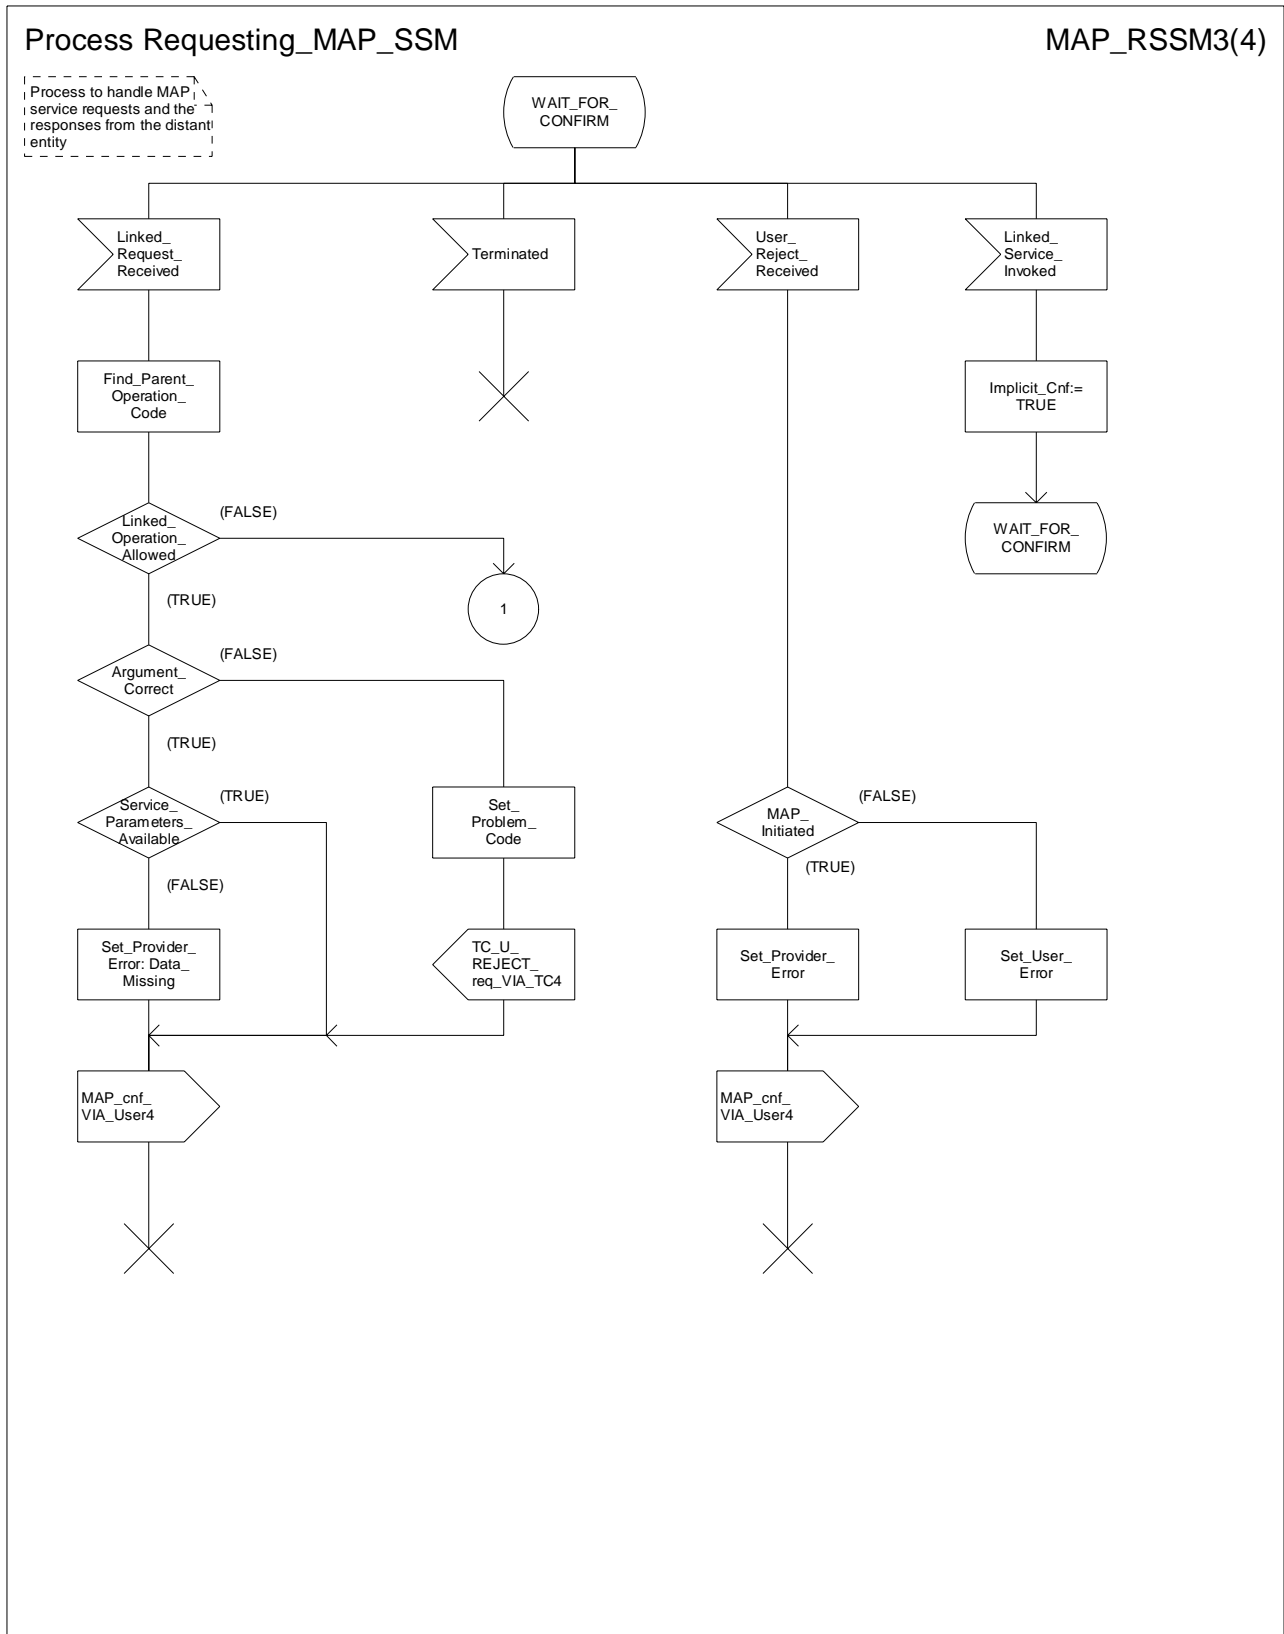 Process Requesting_MAP_SSM
MAP_RSSM3(4)
Process to handle MAP
service requests and the
responses from the distant
entity
WAIT_FOR_
CONFIRM
Linked_
Request_
Received
Terminated
User_
Reject_
Received
Linked_
Service_
Invoked
Find_Parent_
Operation_
Code
Implicit_Cnf:=
TRUE
Linked_
Operation_
Allowed
(FALSE)
(TRUE)
1
WAIT_FOR_
CONFIRM
Argument_
Correct
(FALSE)
(TRUE)
Service_
Parameters_
Available
(TRUE)
(FALSE)
Set_
Problem_
Code
MAP_
Initiated
(FALSE)
(TRUE)
Set_Provider_
Error: Data_
Missing
TC_U_
REJECT_
req_VIA_TC4
Set_Provider_
Error
Set_User_
Error
MAP_cnf_
VIA_User4
MAP_cnf_
VIA_User4